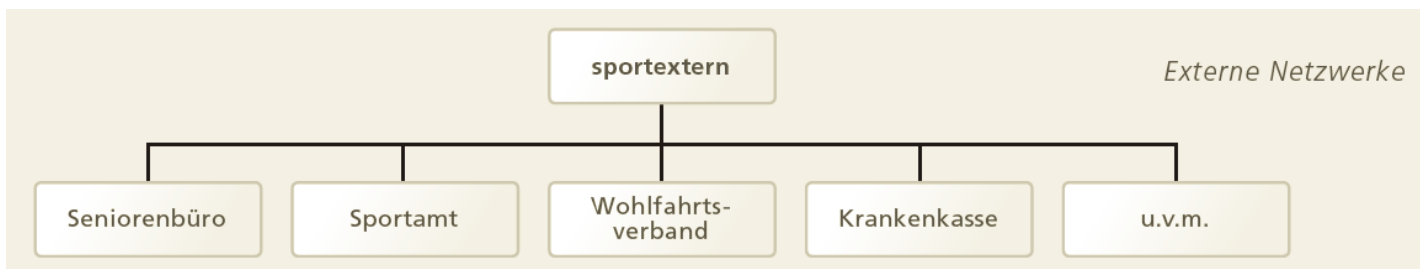 sportextern
Externe Netzwerke
Seniorenbüro
Sportamt
Wohlfahrts-
verband
Krankenkasse
u.v.m.